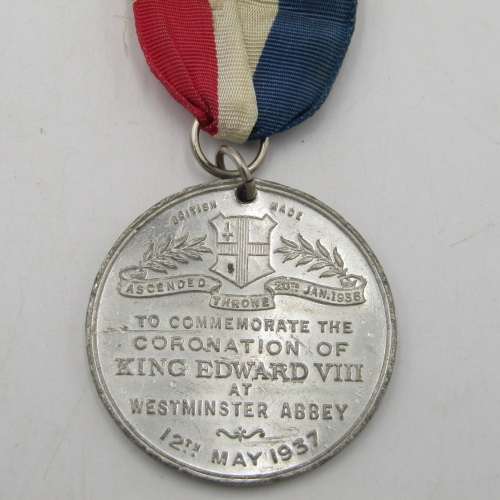 BRITISH MADE
ASCENDED THRONE 20TH JAN. 1936
TO COMMEMORATE THE
CORONATION OF
KING EDWARD VIII
AT
WESTMINSTER ABBEY
12TH MAY 1937